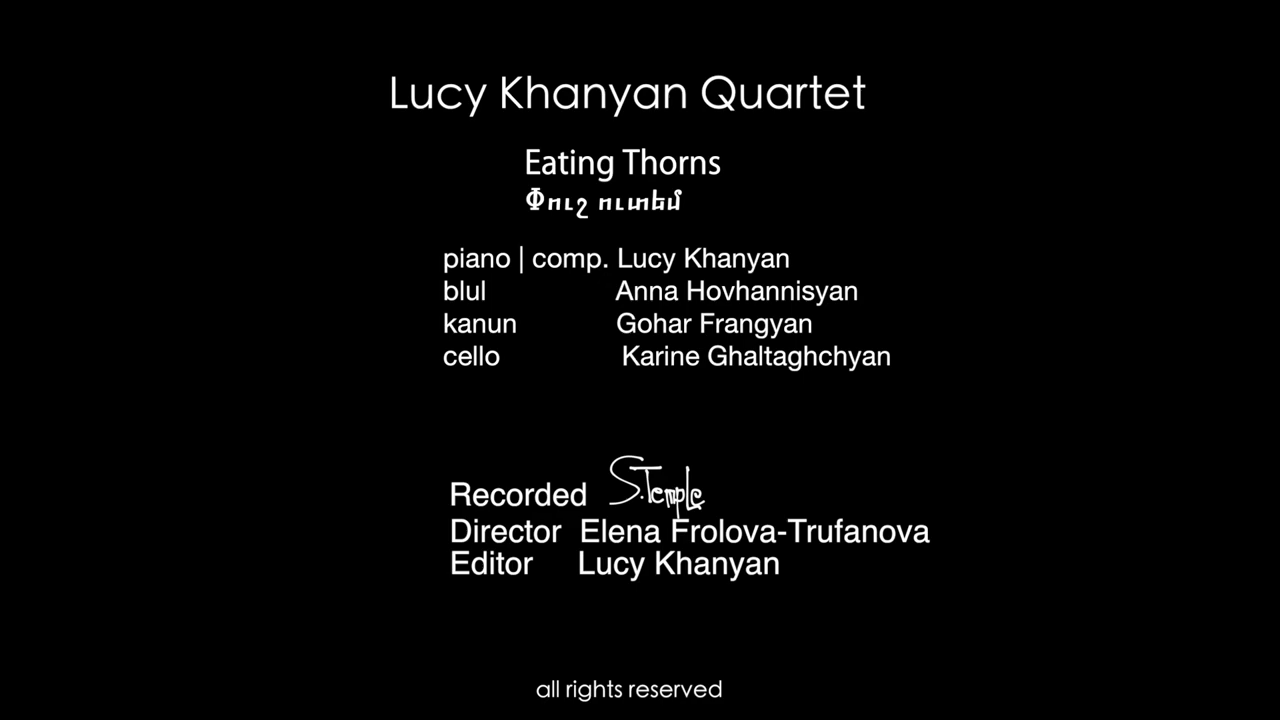 Lucy Khanyan Quartet
Eating Thorns
Փուշ ուտեմ
piano | comp. Lucy Khanyan
blul Anna Hovhannisyan
kanun Gohar Frangyan
cello Karine Ghaltaghchyan
Recorded S.Temple
Director Elena Frolova-Trufanova
Editor Lucy Khanyan
all rights reserved